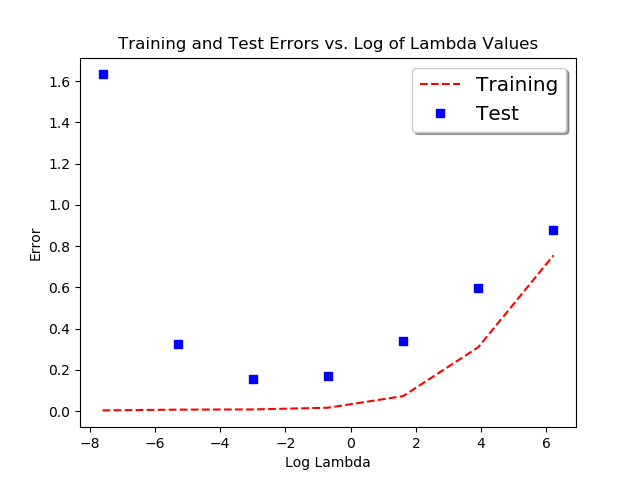 Training and Test Errors vs. Log of Lambda Values
Training
Test
1.6
1.4
1.2
1.0
0.8
0.6
0.4
0.2
0.0
Error
−8 −6 −4 −2 0 2 4 6
Log Lambda